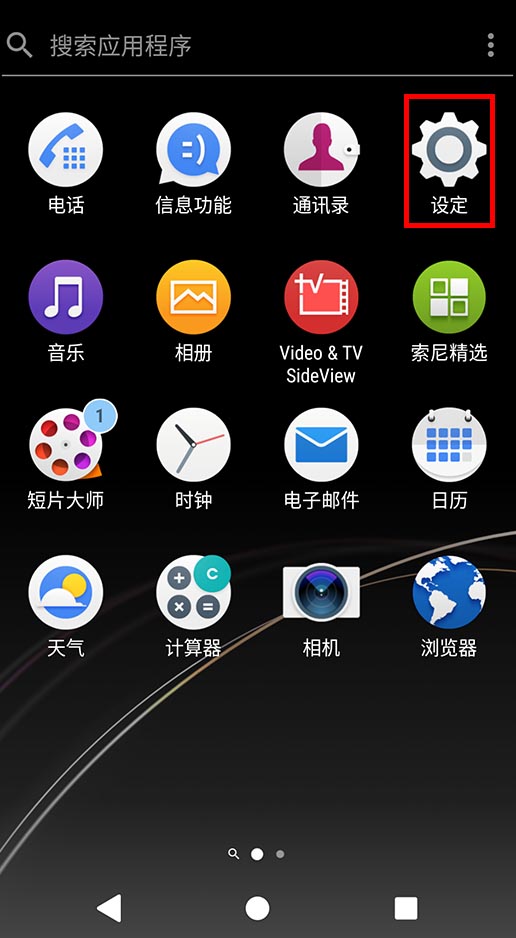 搜索应用程序
电话
信息功能
通讯录
设定
音乐
相册
Video & TV
SideView
索尼精选
1
短片大师
时钟
电子邮件
日历
天气
C
计算器
相机
浏览器